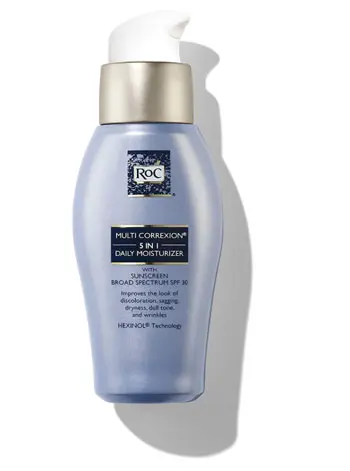 RoC
MULTI CORREXION®
5 IN 1
DAILY MOISTURIZER
WITH
SUNSCREEN
BROAD SPECTRUM SPF 30
Improves the look of
discoloration, sagging,
dryness, dull tone,
and wrinkles
HEXINOL® Technology